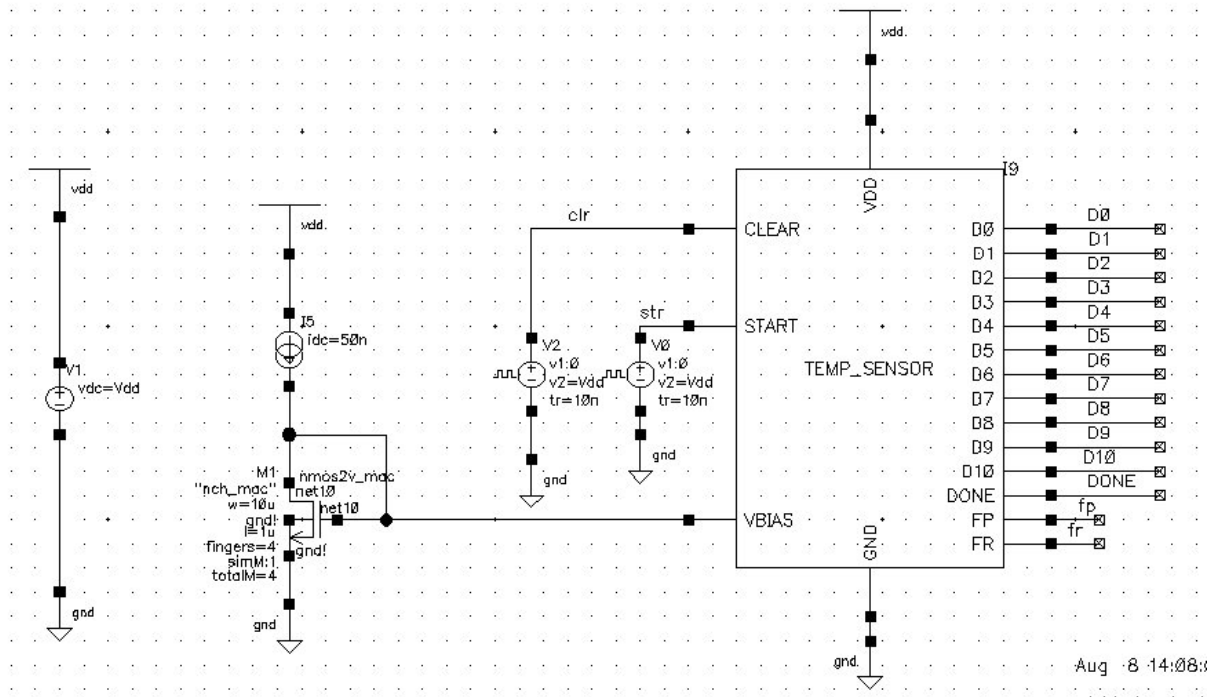 vdd
V1.
vdc=Vdd
gnd
vdd.
I5
idc=50n
M1
nmos2v_mac
"nch_mac"
net10
w=10u
net10
gnd!
l=1u
gnd!
fingers=4
simM:1
totalM=4
gnd
clr
V2
v1:0
v2=Vdd
tr=10n
gnd
str
V0
v1:0
v2=Vdd
tr=10n
gnd
vdd.
I9
VDD
CLEAR
START
TEMP_SENSOR
VBIAS
GND
gnd.
D0
D1
D2
D3
D4
D5
D6
D7
D8
D9
D10
DONE
FP
FR
D0
D1
D2
D3
D4
D5
D6
D7
D8
D9
D10
DONE
fp
fr
Aug 8 14:08: